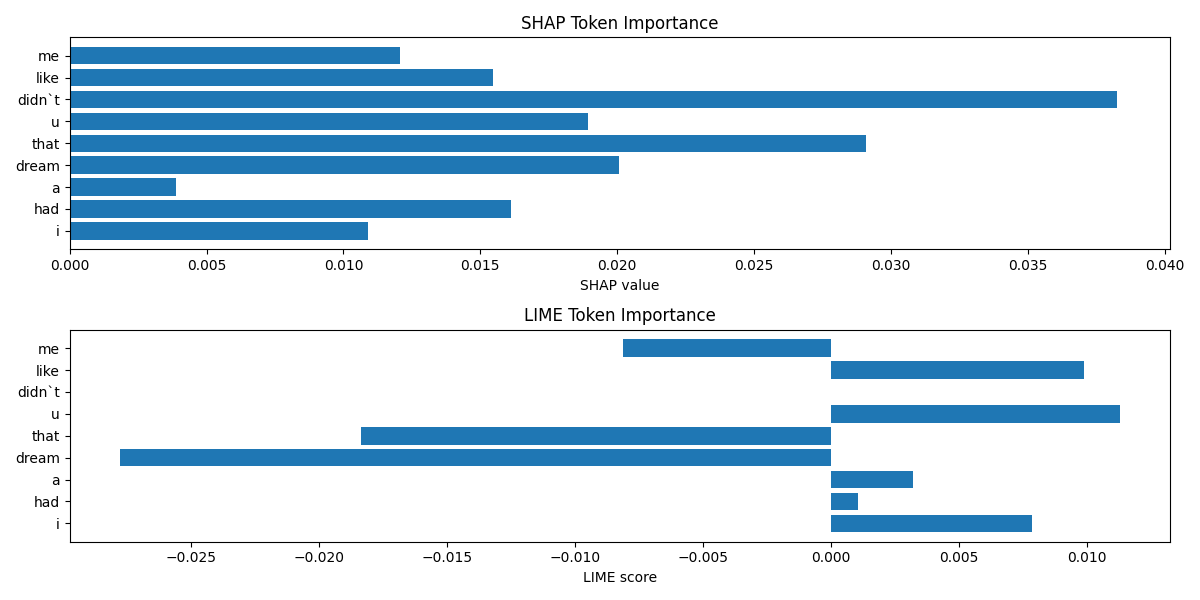 SHAP Token Importance
me
like
didn`t
u
that
dream
a
had
i
0.000 0.005 0.010 0.015 0.020 0.025 0.030 0.035 0.040
SHAP value
LIME Token Importance
me
like
didn`t
u
that
dream
a
had
i
−0.025 −0.020 −0.015 −0.010 −0.005 0.000 0.005 0.010
LIME score